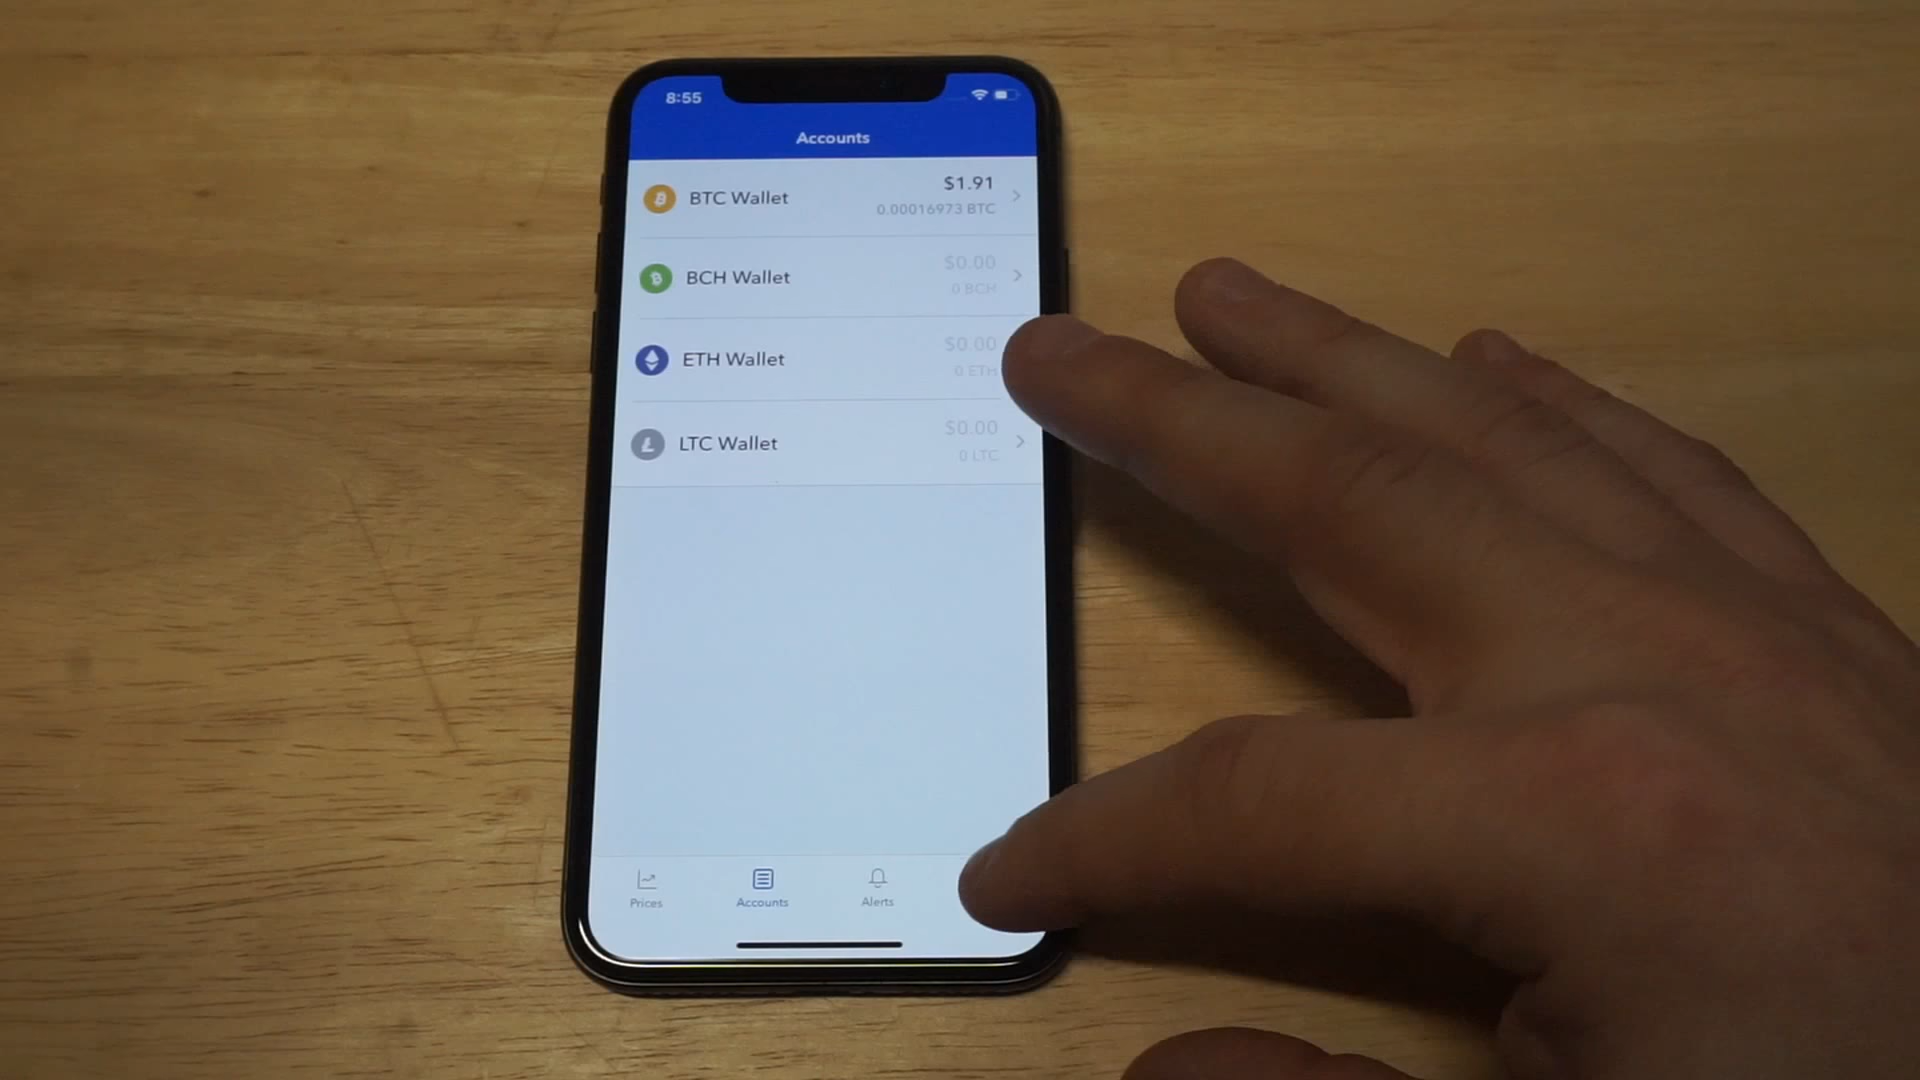 8:55
Accounts
BTC Wallet
$1.91
0.00016973 BTC
BCH Wallet
$0.00
0 BCH
ETH Wallet
$0.00
0 ETH
LTC Wallet
$0.00
0 LTC
Prices
Accounts
Alerts